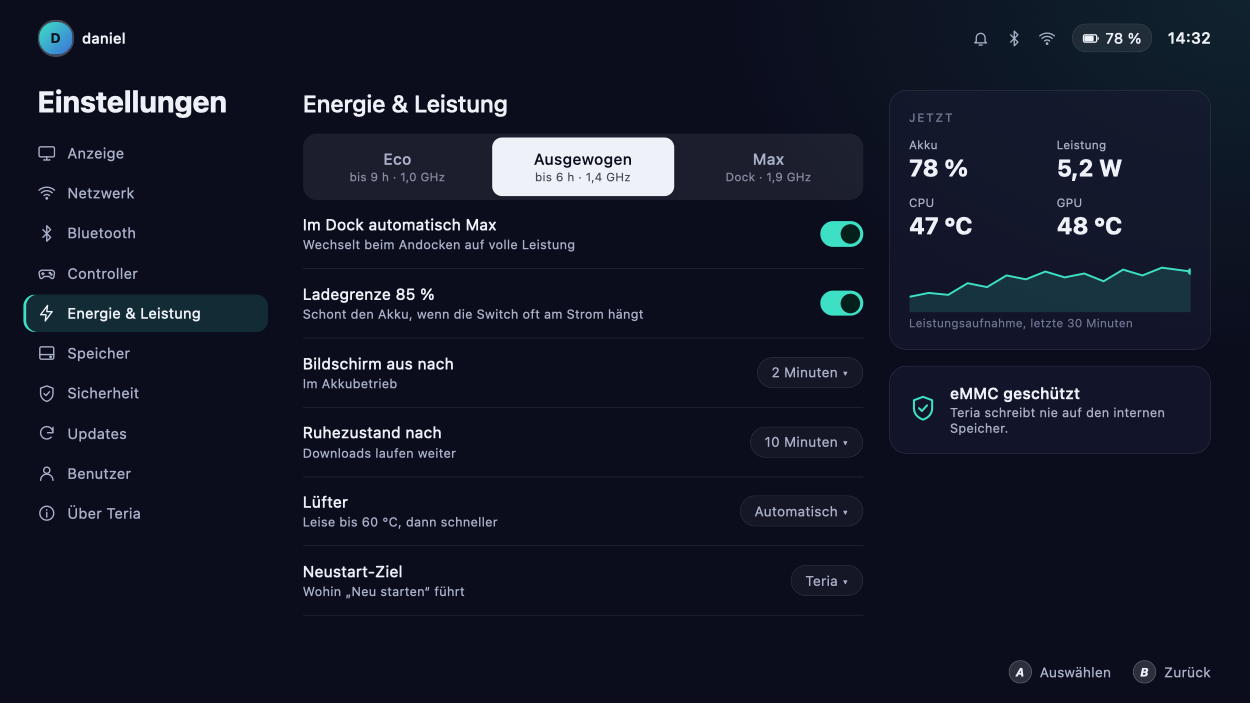 D
daniel
78 %
14:32
Einstellungen
Anzeige
Netzwerk
Bluetooth
Controller
Energie & Leistung
Speicher
Sicherheit
Updates
Benutzer
Über Teria
Energie & Leistung
Eco
bis 9 h · 1,0 GHz
Ausgewogen
bis 6 h · 1,4 GHz
Max
Dock · 1,9 GHz
Im Dock automatisch Max
Wechselt beim Andocken auf volle Leistung
Ladegrenze 85 %
Schont den Akku, wenn die Switch oft am Strom hängt
Bildschirm aus nach
Im Akkubetrieb
2 Minuten ▾
Ruhezustand nach
Downloads laufen weiter
10 Minuten ▾
Lüfter
Leise bis 60 °C, dann schneller
Automatisch ▾
Neustart-Ziel
Wohin „Neu starten“ führt
Teria ▾
JETZT
Akku
78 %
Leistung
5,2 W
CPU
47 °C
GPU
48 °C
Leistungsaufnahme, letzte 30 Minuten
eMMC geschützt
Teria schreibt nie auf den internen
Speicher.
A Auswählen
B Zurück